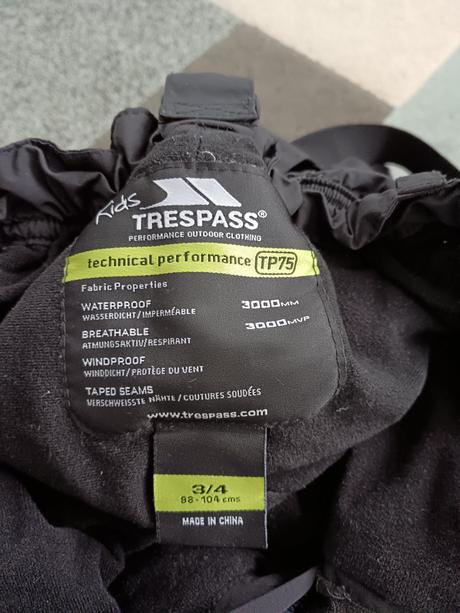 Kids
TRESPASS®
PERFORMANCE OUTDOOR CLOTHING
technical performance TP75
Fabric Properties
WATERPROOF 3000MM
WASSERDICHT/IMPERMÉABLE
BREATHABLE 3000MVP
ATMUNGSAKTIV/RESPIRANT
WINDPROOF
WINDDICHT/PROTÈGE DU VENT
TAPED SEAMS
VERSCHWEISSTE NÄHTE/COUTURES SOUDÉES
www.trespass.com
3/4
98-104 cms
MADE IN CHINA